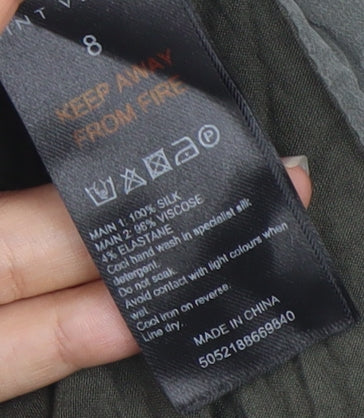 INT V
8
KEEP AWAY
FROM FIRE
P
MAIN 1: 100% SILK
MAIN 2: 96% VISCOSE
4% ELASTANE
Cool hand wash in specialist silk
detergent.
Do not soak.
Avoid contact with light colours when
wet.
Cool iron on reverse.
Line dry.
MADE IN CHINA
5052188669840